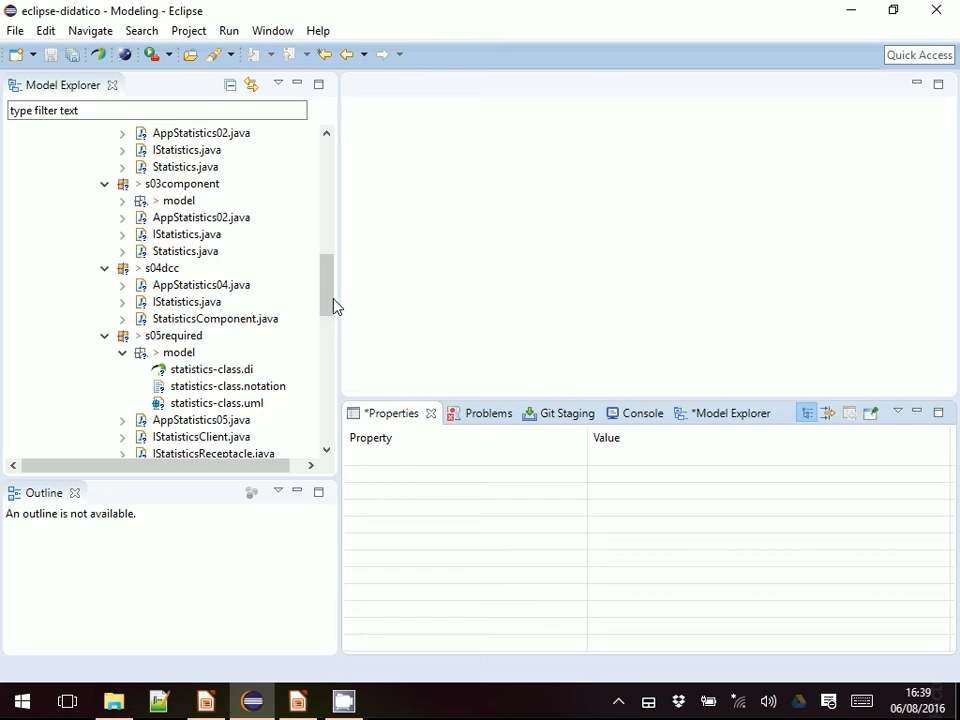 eclipse-didatico - Modeling - Eclipse
File Edit Navigate Search Project Run Window Help
Quick Access
Model Explorer
type filter text
AppStatistics02.java
IStatistics.java
Statistics.java
> s03component
> model
AppStatistics02.java
IStatistics.java
Statistics.java
> s04dcc
AppStatistics04.java
IStatistics.java
StatisticsComponent.java
> s05required
> model
statistics-class.di
statistics-class.notation
statistics-class.uml
AppStatistics05.java
IStatisticsClient.java
IStatisticsReceptacle.java
*Properties Problems Git Staging Console *Model Explorer
Property Value
Outline
An outline is not available.
16:39
06/08/2016